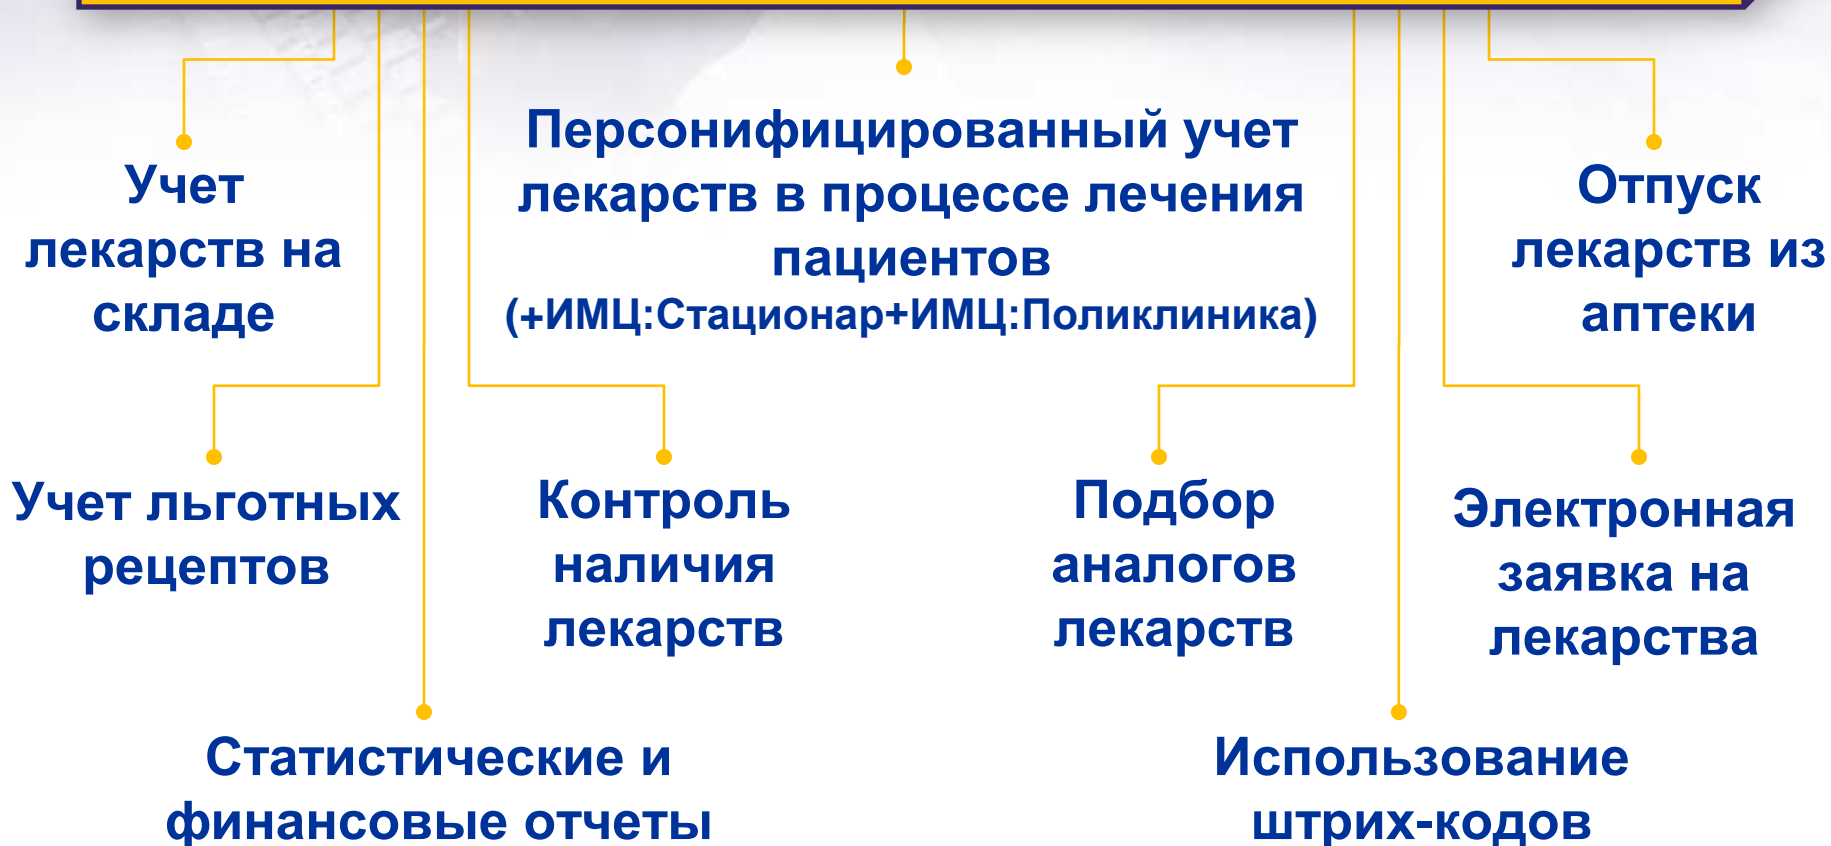 Персонифицированный учет
лекарств в процессе лечения
пациентов
(+ИМЦ:Стационар+ИМЦ:Поликлиника)
Учет
лекарств на
складе
Отпуск
лекарств из
аптеки
Учет льготных
рецептов
Контроль
наличия
лекарств
Подбор
аналогов
лекарств
Электронная
заявка на
лекарства
Статистические и
финансовые отчеты
Использование
штрих-кодов